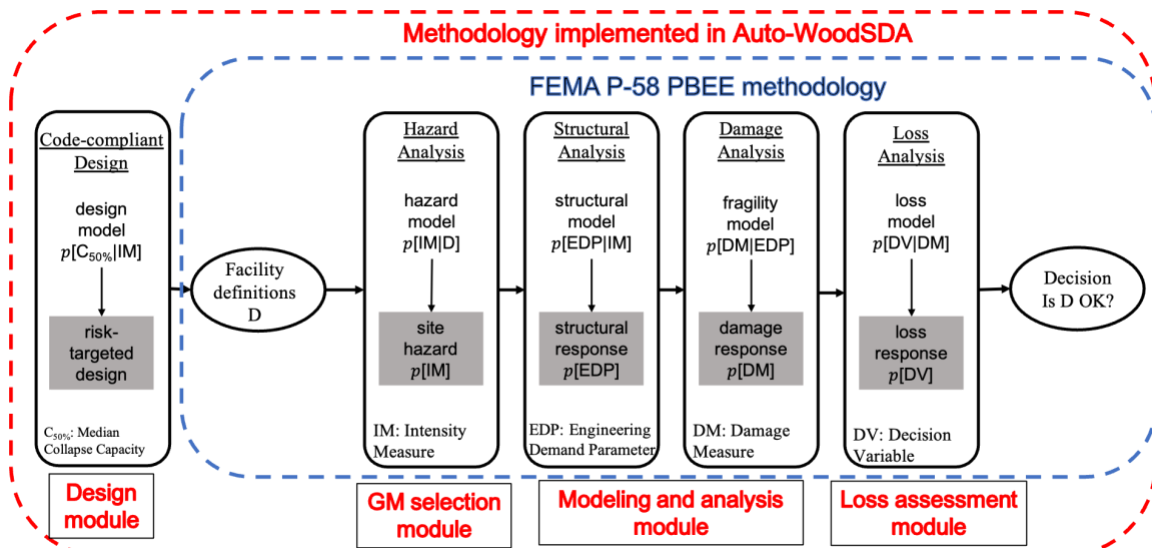 Methodology implemented in Auto-WoodSDA
FEMA P-58 PBEE methodology
Code-compliant
Design
design
model
p[C50%|IM]
risk-
targeted
design
C50%: Median
Collapse Capacity
Design
module
Facility
definitions
D
Hazard
Analysis
hazard
model
p[IM|D]
site
hazard
p[IM]
IM: Intensity
Measure
GM selection
module
Structural
Analysis
structural
model
p[EDP|IM]
structural
response
p[EDP]
EDP: Engineering
Demand Parameter
Damage
Analysis
fragility
model
p[DM|EDP]
damage
response
p[DM]
DM: Damage
Measure
Modeling and analysis
module
Loss
Analysis
loss
model
p[DV|DM]
loss
response
p[DV]
DV: Decision
Variable
Loss assessment
module
Decision
Is D OK?